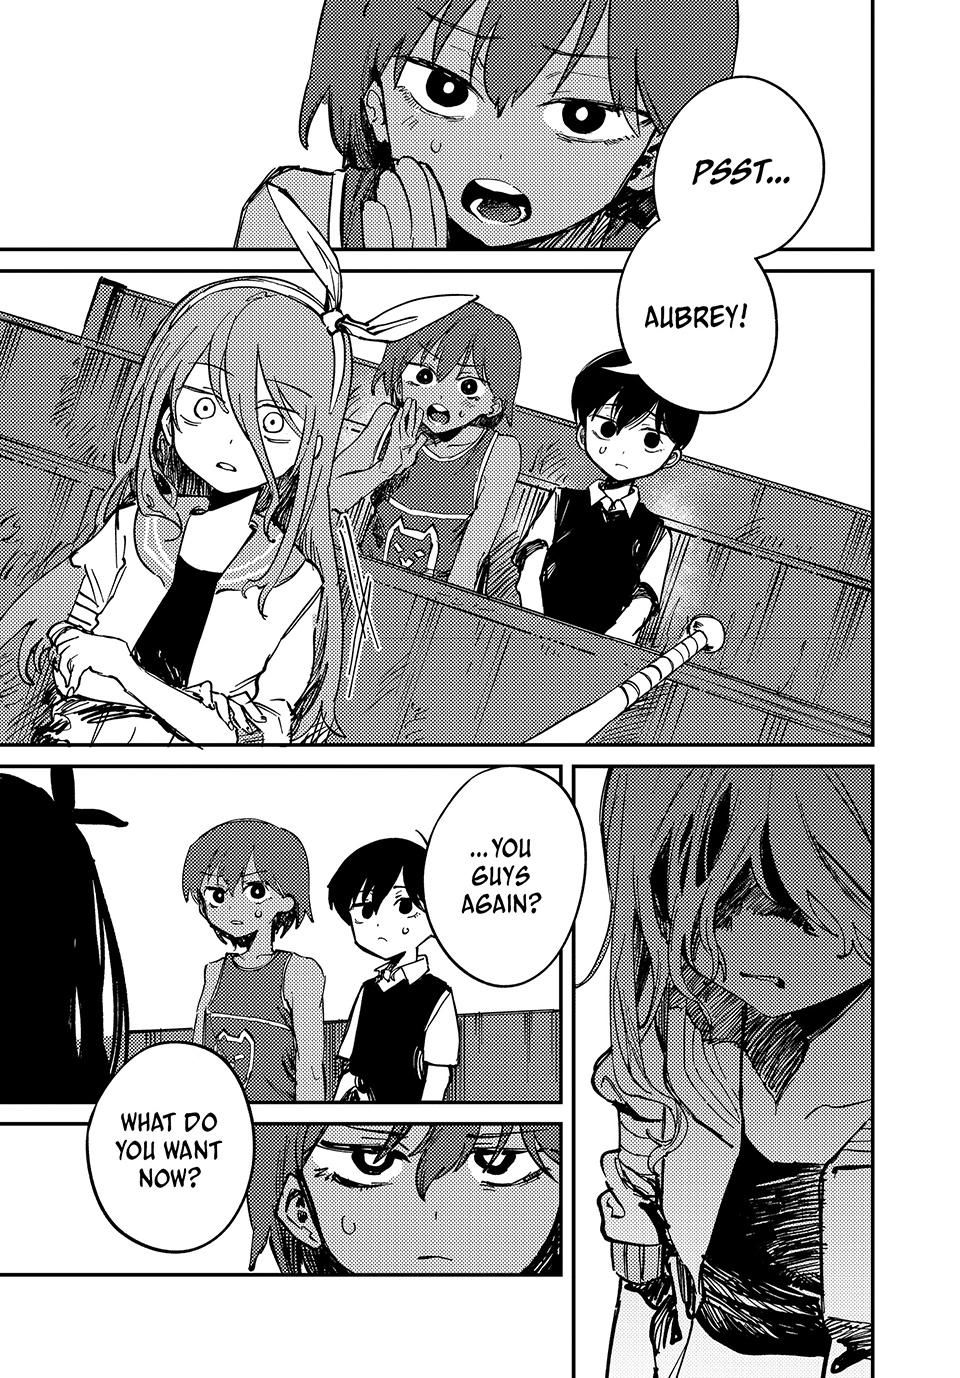 PSST...
AUBREY!
...YOU
GUYS
AGAIN?
WHAT DO
YOU WANT
NOW?